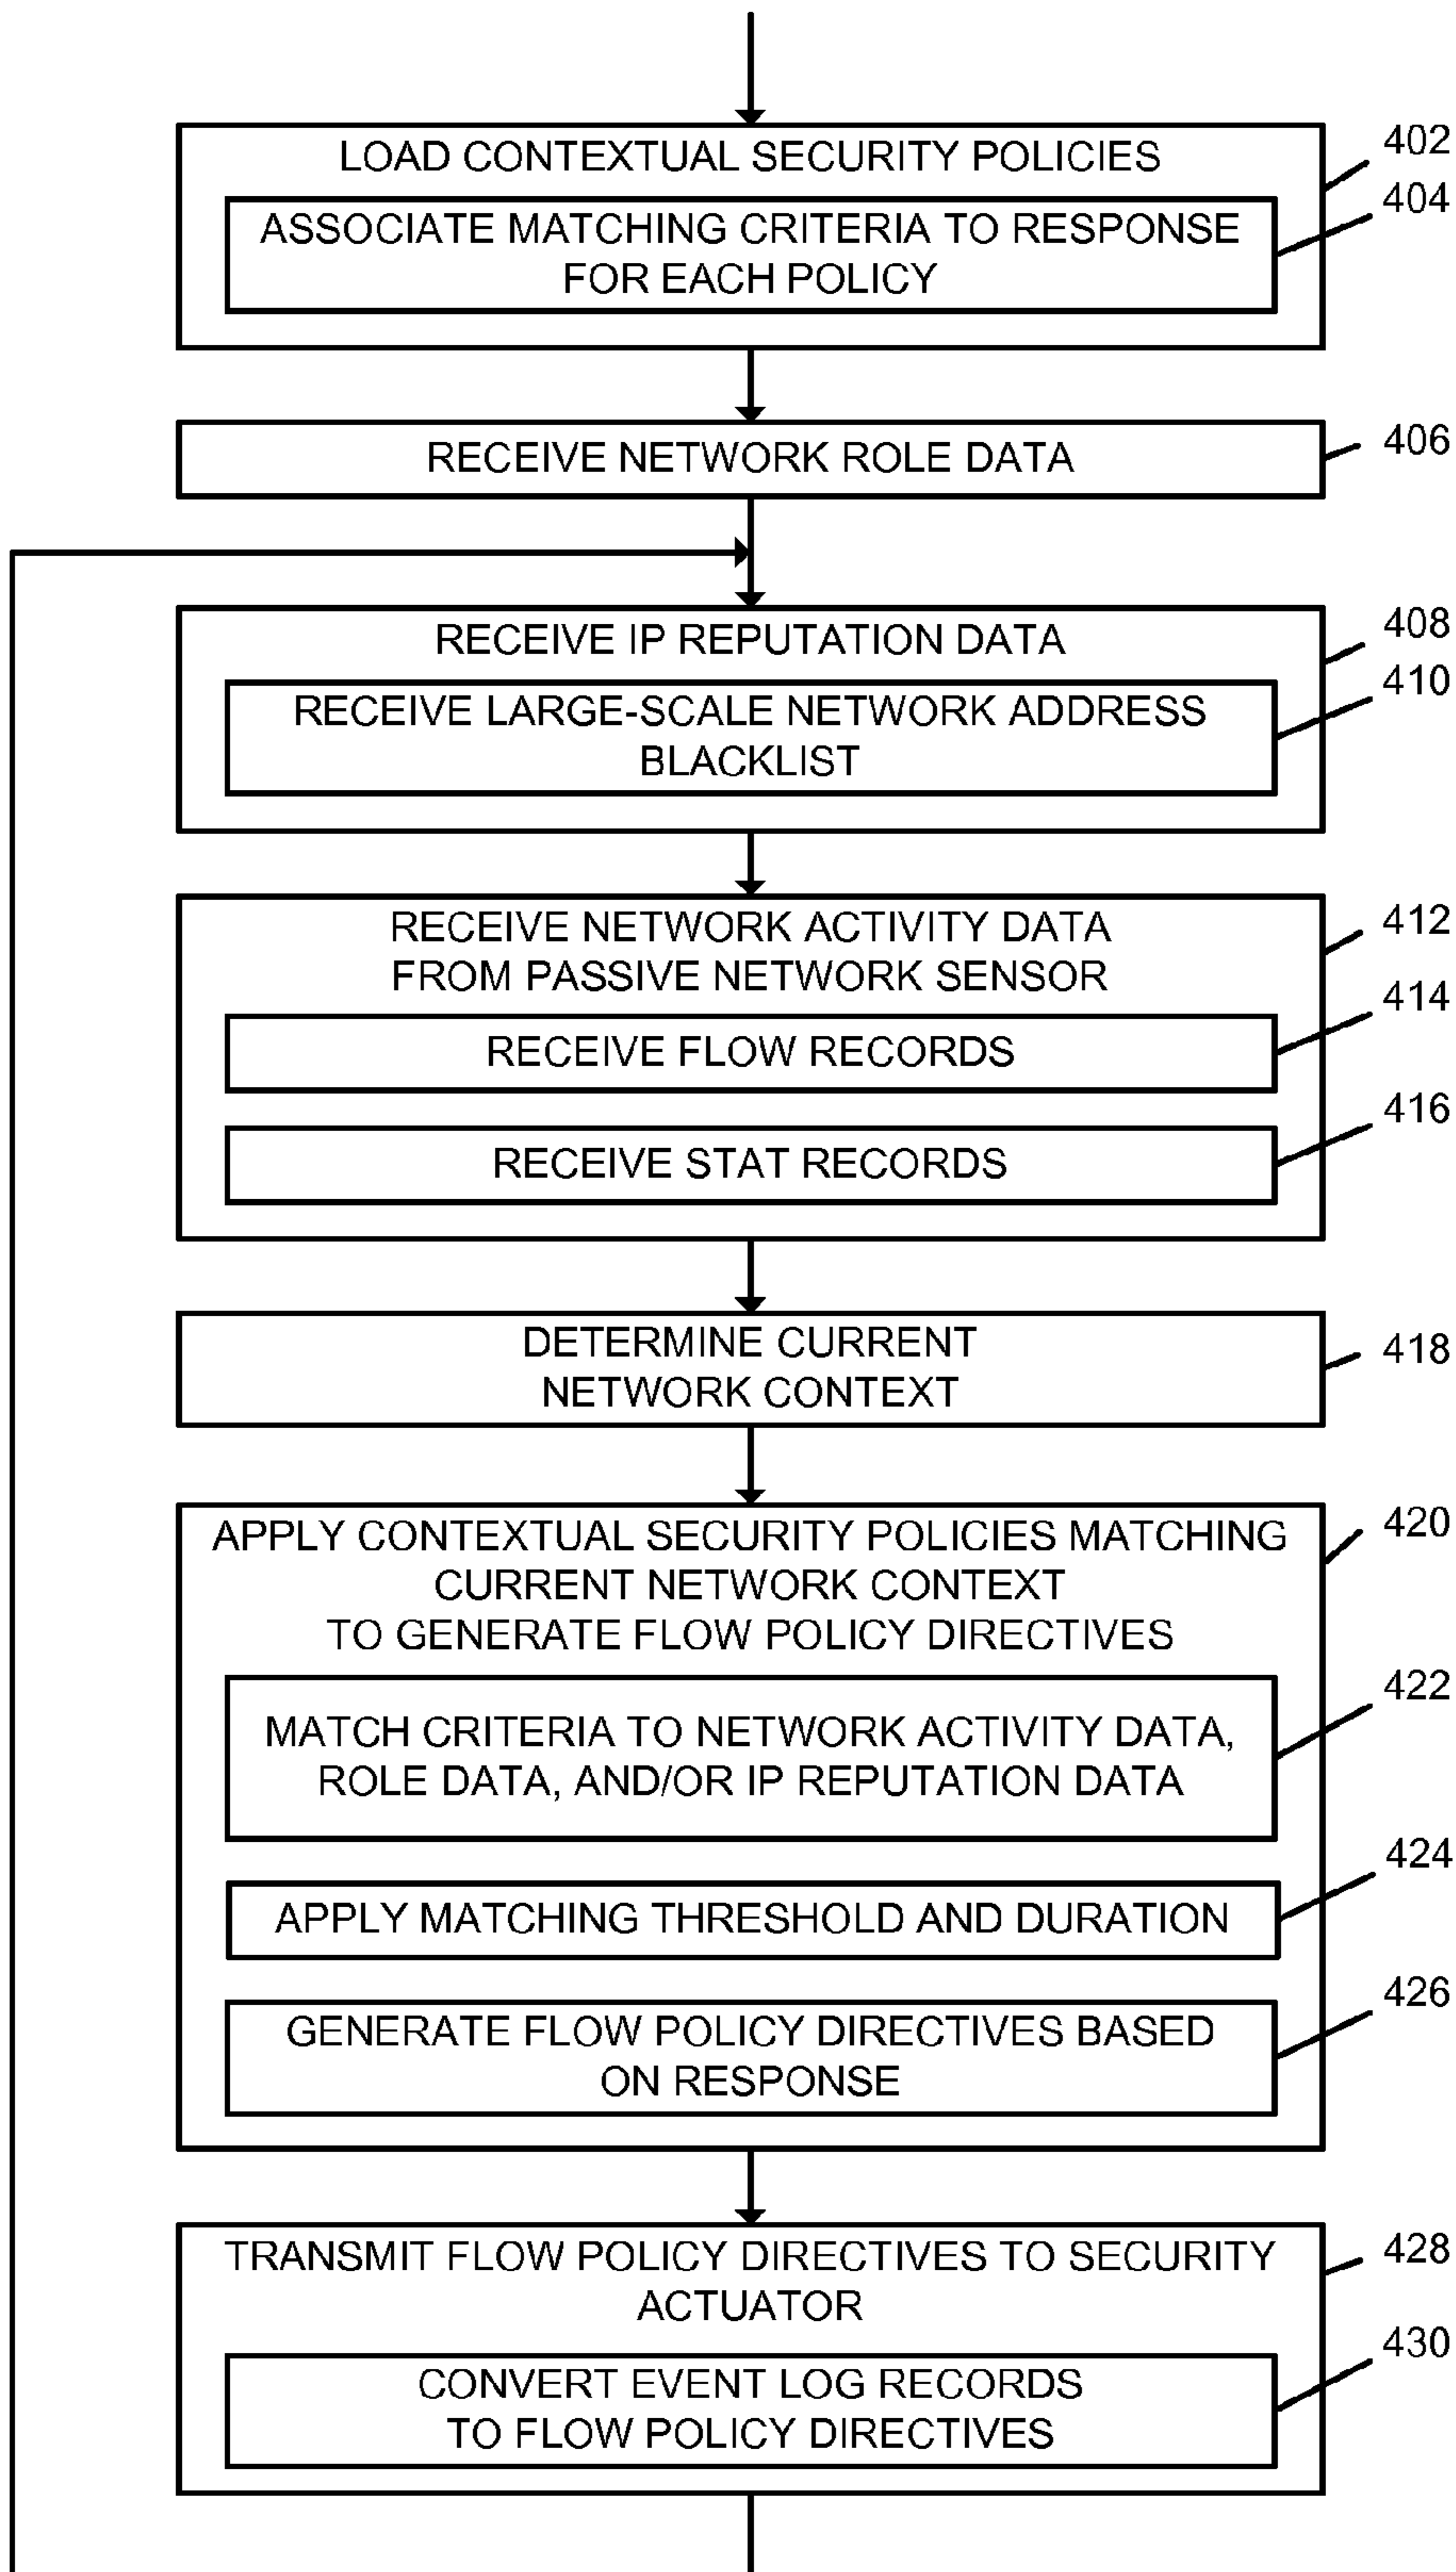 LOAD CONTEXTUAL SECURITY POLICIES
402
ASSOCIATE MATCHING CRITERIA TO RESPONSE
FOR EACH POLICY
404
RECEIVE NETWORK ROLE DATA
406
RECEIVE IP REPUTATION DATA
408
RECEIVE LARGE-SCALE NETWORK ADDRESS
BLACKLIST
410
RECEIVE NETWORK ACTIVITY DATA
FROM PASSIVE NETWORK SENSOR
412
RECEIVE FLOW RECORDS
414
RECEIVE STAT RECORDS
416
DETERMINE CURRENT
NETWORK CONTEXT
418
APPLY CONTEXTUAL SECURITY POLICIES MATCHING
CURRENT NETWORK CONTEXT
TO GENERATE FLOW POLICY DIRECTIVES
420
MATCH CRITERIA TO NETWORK ACTIVITY DATA,
ROLE DATA, AND/OR IP REPUTATION DATA
422
APPLY MATCHING THRESHOLD AND DURATION
424
GENERATE FLOW POLICY DIRECTIVES BASED
ON RESPONSE
426
TRANSMIT FLOW POLICY DIRECTIVES TO SECURITY
ACTUATOR
428
CONVERT EVENT LOG RECORDS
TO FLOW POLICY DIRECTIVES
430